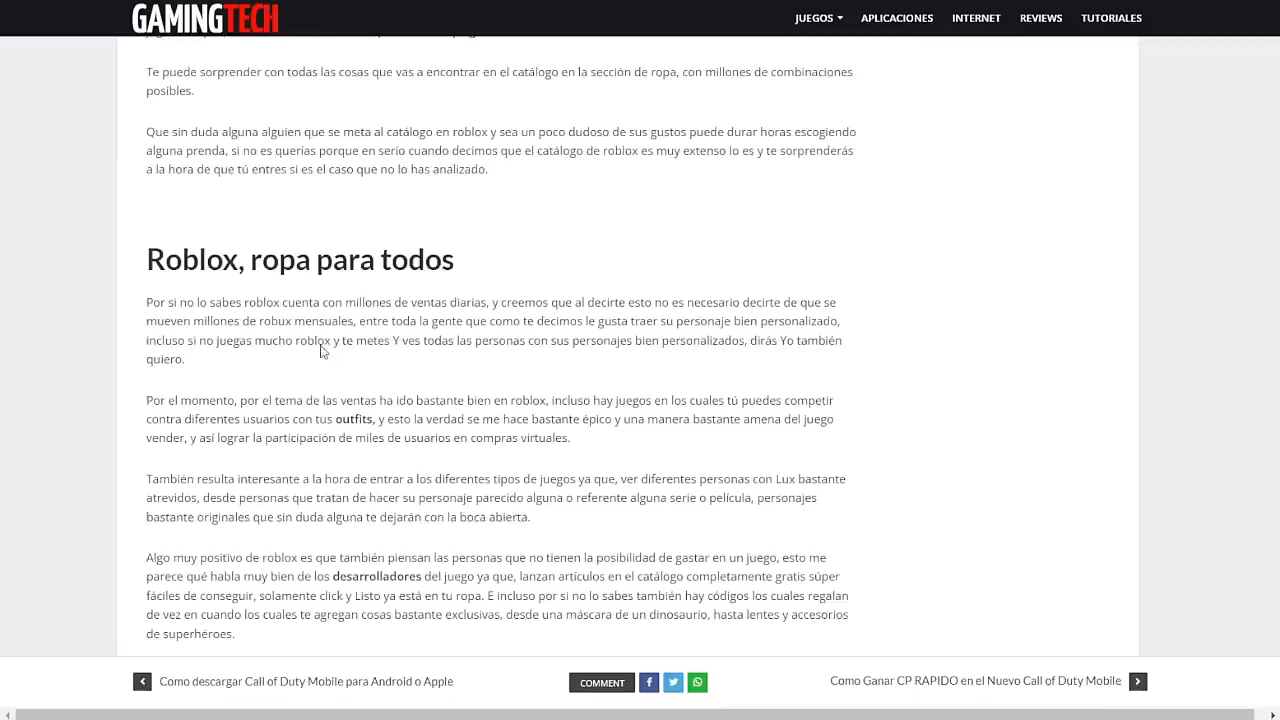 GAMINGTECH
JUEGOS
APLICACIONES
INTERNET
REVIEWS
TUTORIALES
Te puede sorprender con todas las cosas que vas a encontrar en el catálogo en la sección de ropa, con millones de combinaciones
posibles.
Que sin duda alguna alguien que se meta al catálogo en roblox y sea un poco dudoso de sus gustos puede durar horas escogiendo
alguna prenda, si no es querías porque en serio cuando decimos que el catálogo de roblox es muy extenso lo es y te sorprenderás
a la hora de que tú entres si es el caso que no lo has analizado.
Roblox, ropa para todos
Por si no lo sabes roblox cuenta con millones de ventas diarias, y creemos que al decirte esto no es necesario decirte de que se
mueven millones de robux mensuales, entre toda la gente que como te decimos le gusta traer su personaje bien personalizado,
incluso si no juegas mucho roblox y te metes Y ves todas las personas con sus personajes bien personalizados, dirás Yo también
quiero.
Por el momento, por el tema de las ventas ha ido bastante bien en roblox, incluso hay juegos en los cuales tú puedes competir
contra diferentes usuarios con tus outfits, y esto la verdad se me hace bastante épico y una manera bastante amena del juego
vender, y así lograr la participación de miles de usuarios en compras virtuales.
También resulta interesante a la hora de entrar a los diferentes tipos de juegos ya que, ver diferentes personas con Lux bastante
atrevidos, desde personas que tratan de hacer su personaje parecido alguna o referente alguna serie o película, personajes
bastante originales que sin duda alguna te dejarán con la boca abierta.
Algo muy positivo de roblox es que también piensan las personas que no tienen la posibilidad de gastar en un juego, esto me
parece qué habla muy bien de los desarrolladores del juego ya que, lanzan artículos en el catálogo completamente gratis súper
fáciles de conseguir, solamente click y Listo ya está en tu ropa. E incluso por si no lo sabes también hay códigos los cuales regalan
de vez en cuando los cuales te agregan cosas bastante exclusivas, desde una máscara de un dinosaurio, hasta lentes y accesorios
de superhéroes.
Como descargar Call of Duty Mobile para Android o Apple
COMMENT
Como Ganar CP RAPIDO en el Nuevo Call of Duty Mobile